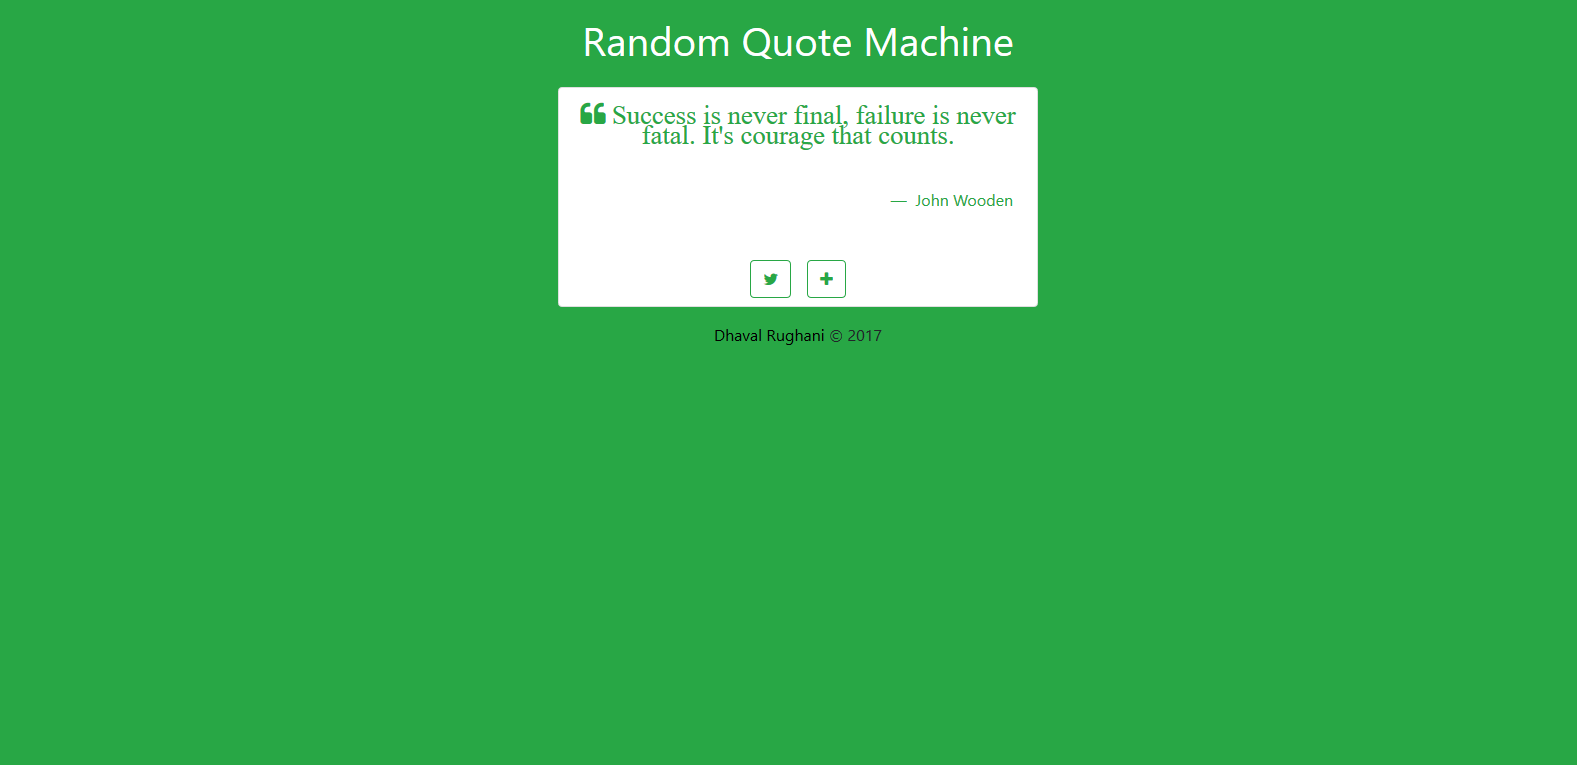 Random Quote Machine
Success is never final, failure is never
fatal. It's courage that counts.
— John Wooden
Dhaval Rughani © 2017